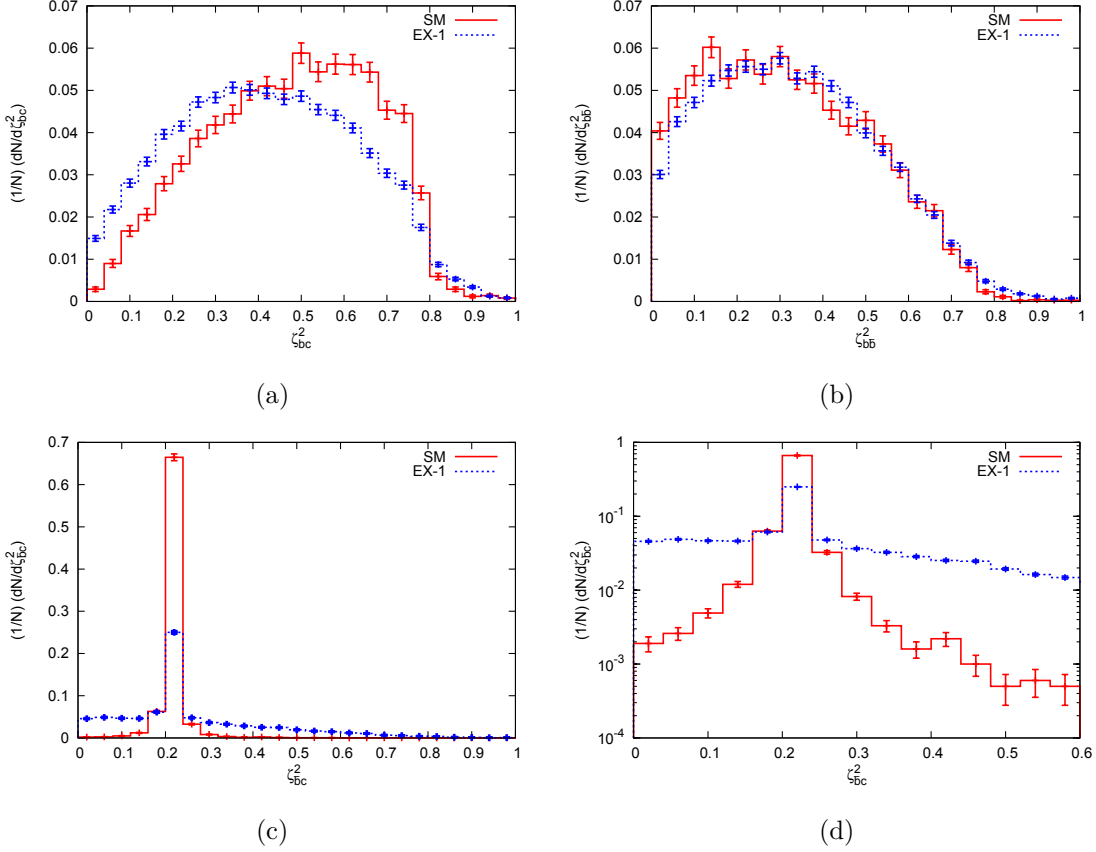 (1/N) (dN/dζ²bc)
0.07
0.06
0.05
0.04
0.03
0.02
0.01
0
0 0.1 0.2 0.3 0.4 0.5 0.6 0.7 0.8 0.9 1
ζ²bc
SM
EX-1
(a)
(1/N) (dN/dζ²bb̄)
0.07
0.06
0.05
0.04
0.03
0.02
0.01
0
0 0.1 0.2 0.3 0.4 0.5 0.6 0.7 0.8 0.9 1
ζ²bb̄
SM
EX-1
(b)
(1/N) (dN/dζ²b̄c)
0.7
0.6
0.5
0.4
0.3
0.2
0.1
0
0 0.1 0.2 0.3 0.4 0.5 0.6 0.7 0.8 0.9 1
ζ²b̄c
SM
EX-1
(c)
(1/N) (dN/dζ²b̄c)
1
10⁻¹
10⁻²
10⁻³
10⁻⁴
0 0.1 0.2 0.3 0.4 0.5 0.6
ζ²b̄c
SM
EX-1
(d)